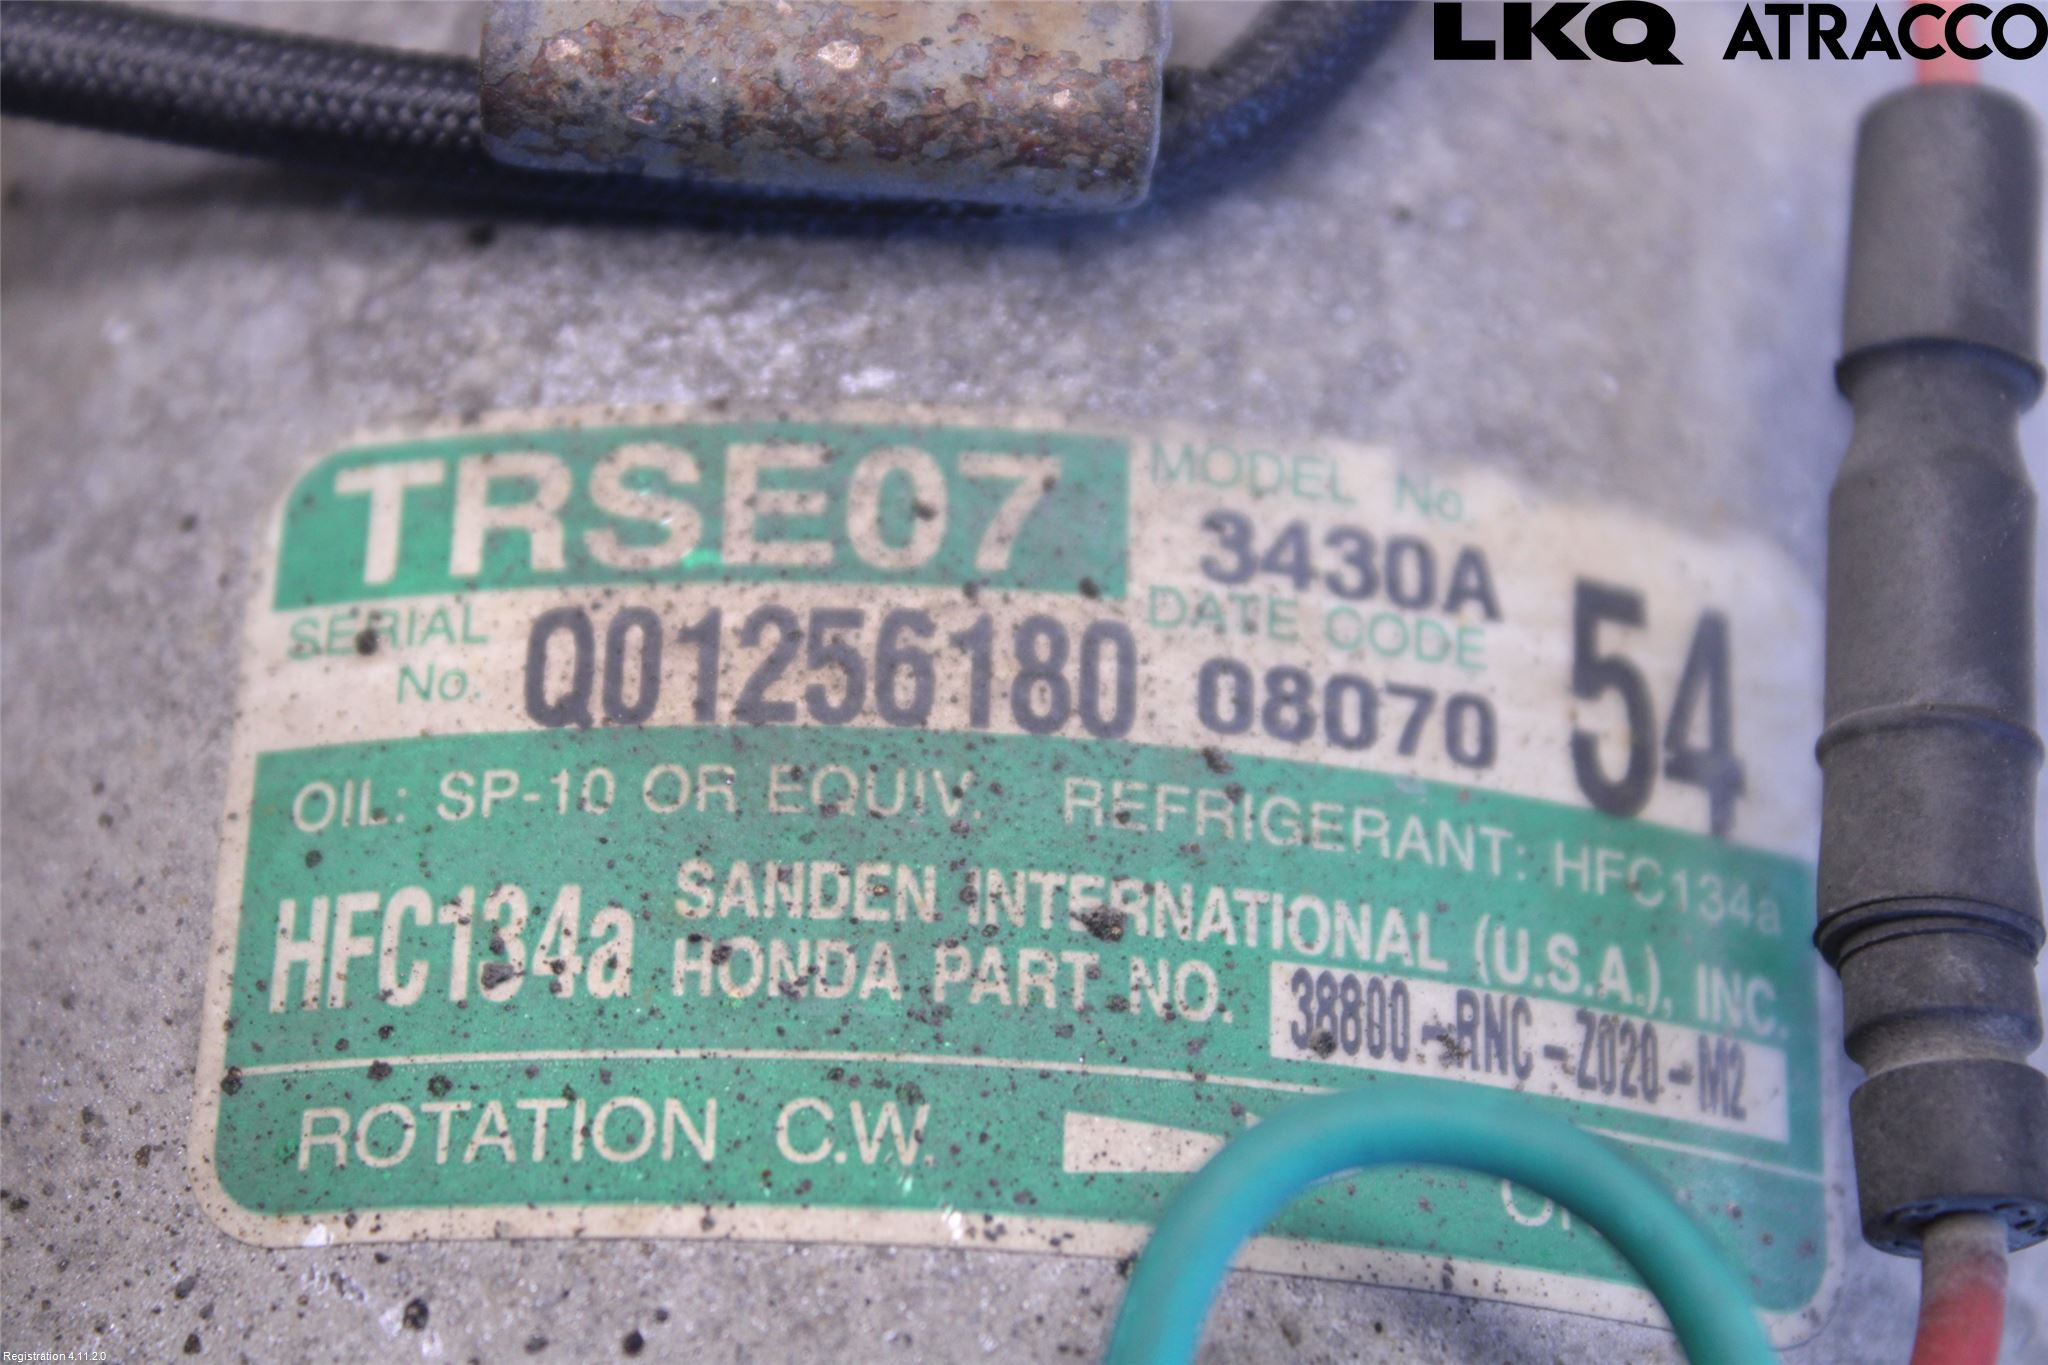 LKQ ATRACCO
TRSE07
MODEL No.
3430A
SERIAL
No.
Q01256180
DATE CODE
08070
54
OIL: SP-10 OR EQUIV. REFRIGERANT: HFC134a
HFC134a
SANDEN INTERNATIONAL (U.S.A.), INC.
HONDA PART NO. 38800-RNC-Z020-M2
ROTATION C.W.
Registration 4.11.2.0